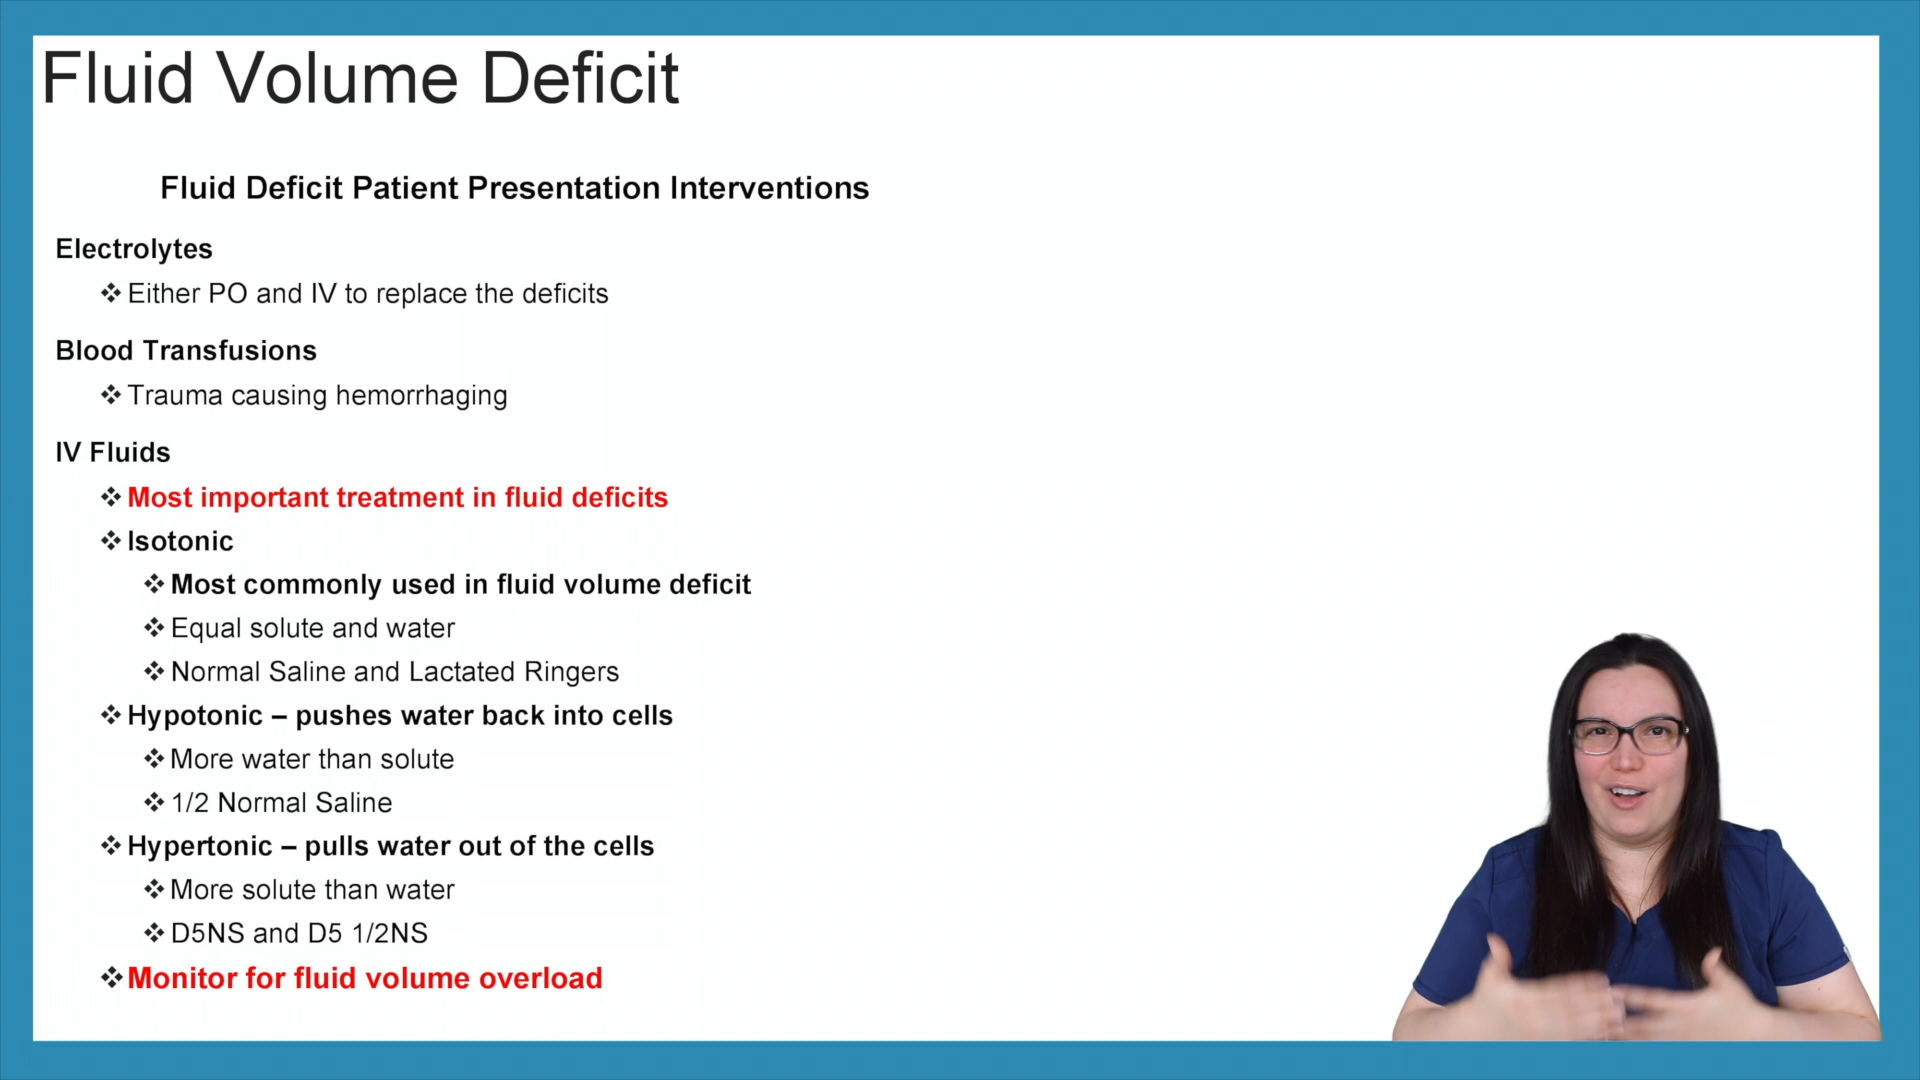 Fluid Volume Deficit
Fluid Deficit Patient Presentation Interventions
Electrolytes
❖ Either PO and IV to replace the deficits
Blood Transfusions
❖ Trauma causing hemorrhaging
IV Fluids
❖ Most important treatment in fluid deficits
❖ Isotonic
❖ Most commonly used in fluid volume deficit
❖ Equal solute and water
❖ Normal Saline and Lactated Ringers
❖ Hypotonic – pushes water back into cells
❖ More water than solute
❖ 1/2 Normal Saline
❖ Hypertonic – pulls water out of the cells
❖ More solute than water
❖ D5NS and D5 1/2NS
❖ Monitor for fluid volume overload